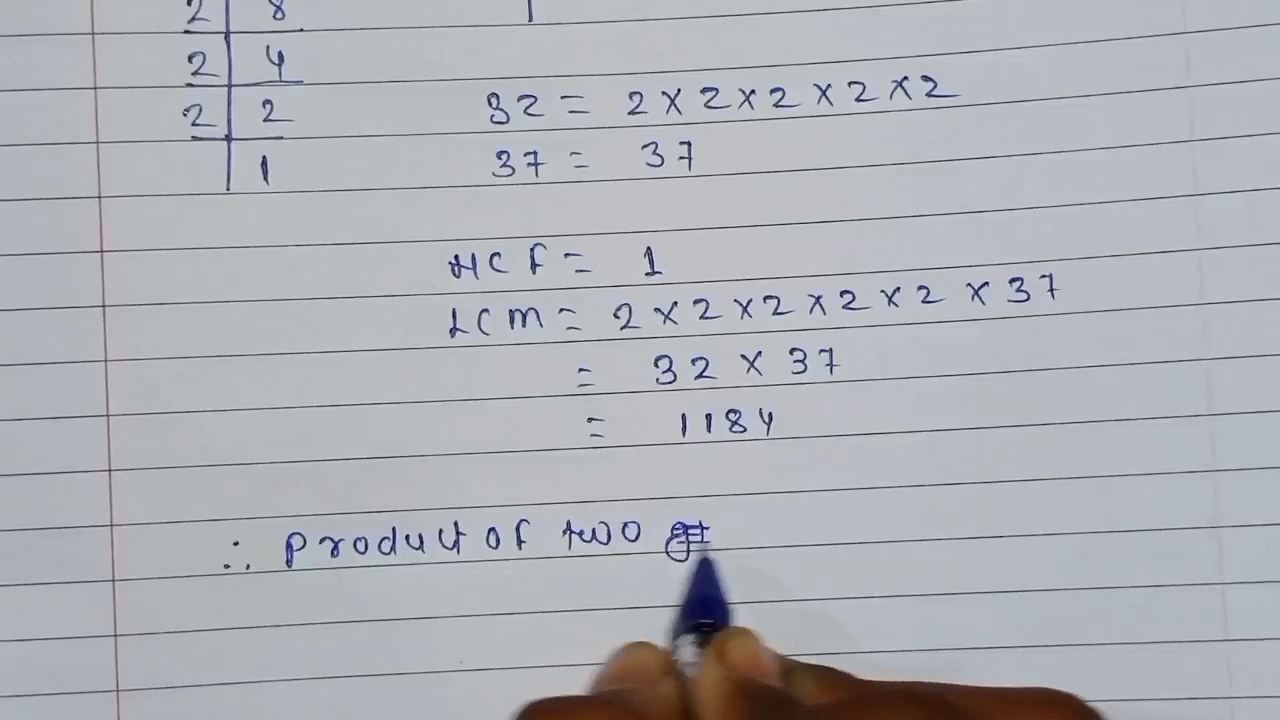 2 | 8
2 | 4
2 | 2
1
32 = 2 × 2 × 2 × 2 × 2
37 = 37
HCF = 1
LCM = 2 × 2 × 2 × 2 × 2 × 37
= 32 × 37
= 1184
∴ product of two